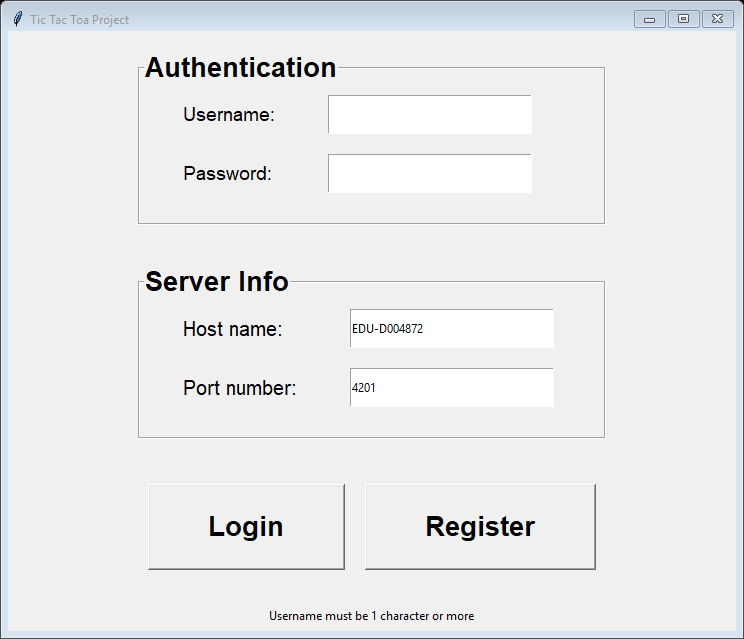 Tic Tac Toa Project
Authentication
Username:
Password:
Server Info
Host name: EDU-D004872
Port number: 4201
Login Register
Username must be 1 character or more